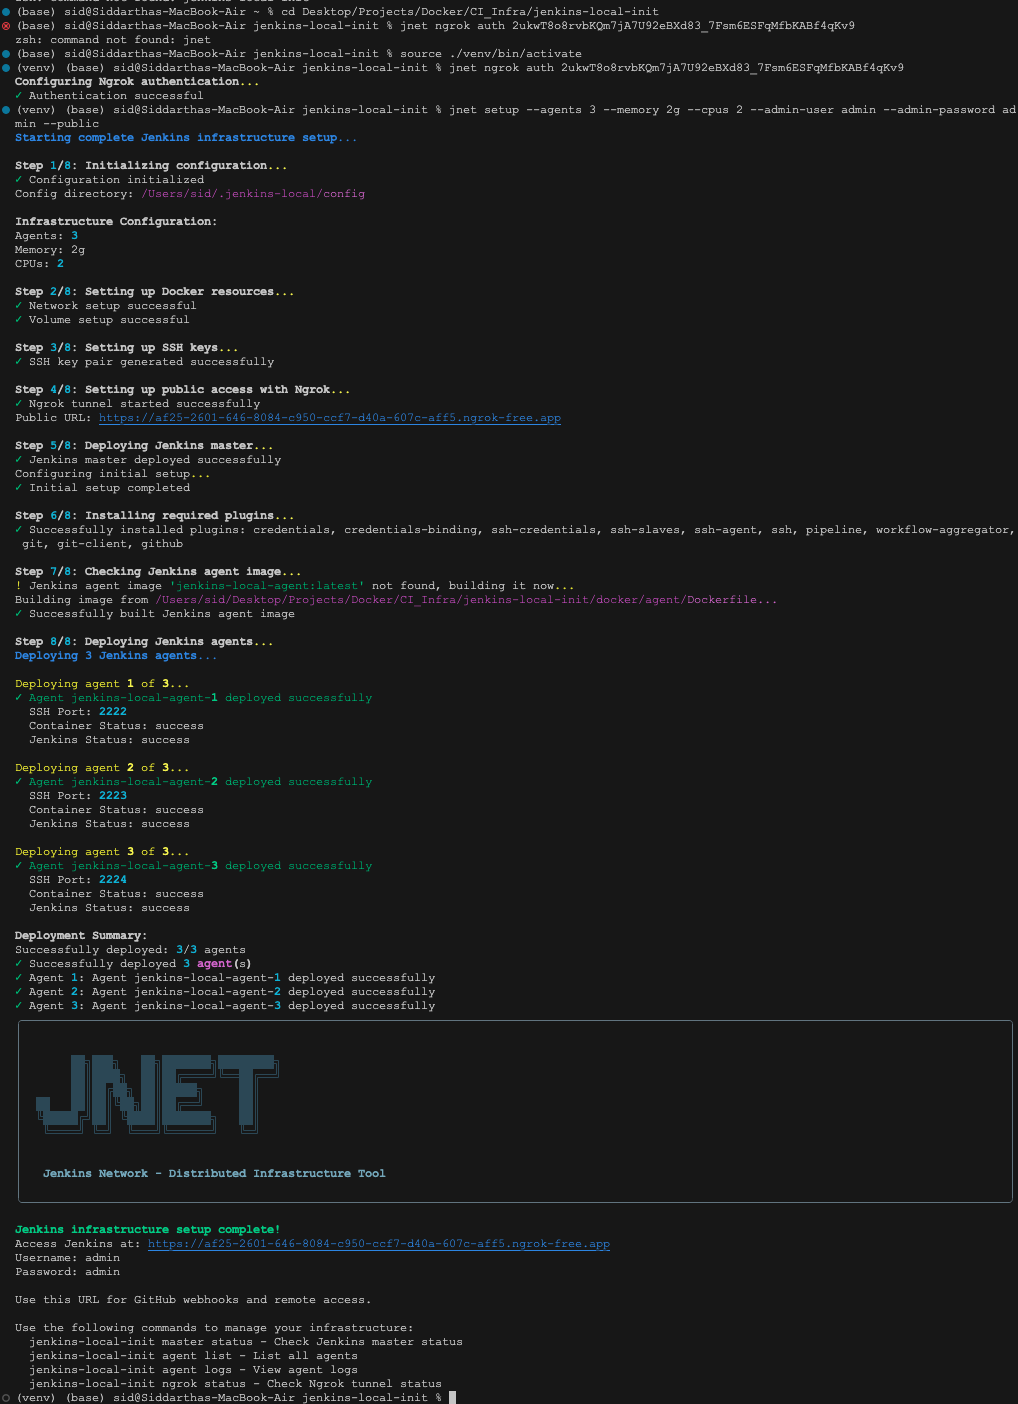 (base) sid@Siddarthas-MacBook-Air ~ % cd Desktop/Projects/Docker/CI_Infra/jenkins-local-init
(base) sid@Siddarthas-MacBook-Air jenkins-local-init % jnet ngrok auth 2ukwT8o8rvbKQm7jA7U92eBXd83_7Fsm6ESFqMfbKABf4qKv9
zsh: command not found: jnet
(base) sid@Siddarthas-MacBook-Air jenkins-local-init % source ./venv/bin/activate
(venv) (base) sid@Siddarthas-MacBook-Air jenkins-local-init % jnet ngrok auth 2ukwT8o8rvbKQm7jA7U92eBXd83_7Fsm6ESFqMfbKABf4qKv9
Configuring Ngrok authentication...
✓ Authentication successful
(venv) (base) sid@Siddarthas-MacBook-Air jenkins-local-init % jnet setup --agents 3 --memory 2g --cpus 2 --admin-user admin --admin-password ad
min --public
Starting complete Jenkins infrastructure setup...
Step 1/8: Initializing configuration...
✓ Configuration initialized
Config directory: /Users/sid/.jenkins-local/config
Infrastructure Configuration:
Agents: 3
Memory: 2g
CPUs: 2
Step 2/8: Setting up Docker resources...
✓ Network setup successful
✓ Volume setup successful
Step 3/8: Setting up SSH keys...
✓ SSH key pair generated successfully
Step 4/8: Setting up public access with Ngrok...
✓ Ngrok tunnel started successfully
Public URL: https://af25-2601-646-8084-c950-ccf7-d40a-607c-aff5.ngrok-free.app
Step 5/8: Deploying Jenkins master...
✓ Jenkins master deployed successfully
Configuring initial setup...
✓ Initial setup completed
Step 6/8: Installing required plugins...
✓ Successfully installed plugins: credentials, credentials-binding, ssh-credentials, ssh-slaves, ssh-agent, ssh, pipeline, workflow-aggregator,
git, git-client, github
Step 7/8: Checking Jenkins agent image...
! Jenkins agent image 'jenkins-local-agent:latest' not found, building it now...
Building image from /Users/sid/Desktop/Projects/Docker/CI_Infra/jenkins-local-init/docker/agent/Dockerfile...
✓ Successfully built Jenkins agent image
Step 8/8: Deploying Jenkins agents...
Deploying 3 Jenkins agents...
Deploying agent 1 of 3...
✓ Agent jenkins-local-agent-1 deployed successfully
SSH Port: 2222
Container Status: success
Jenkins Status: success
Deploying agent 2 of 3...
✓ Agent jenkins-local-agent-2 deployed successfully
SSH Port: 2223
Container Status: success
Jenkins Status: success
Deploying agent 3 of 3...
✓ Agent jenkins-local-agent-3 deployed successfully
SSH Port: 2224
Container Status: success
Jenkins Status: success
Deployment Summary:
Successfully deployed: 3/3 agents
✓ Successfully deployed 3 agent(s)
✓ Agent 1: Agent jenkins-local-agent-1 deployed successfully
✓ Agent 2: Agent jenkins-local-agent-2 deployed successfully
✓ Agent 3: Agent jenkins-local-agent-3 deployed successfully
JNET
Jenkins Network - Distributed Infrastructure Tool
Jenkins infrastructure setup complete!
Access Jenkins at: https://af25-2601-646-8084-c950-ccf7-d40a-607c-aff5.ngrok-free.app
Username: admin
Password: admin
Use this URL for GitHub webhooks and remote access.
Use the following commands to manage your infrastructure:
jenkins-local-init master status - Check Jenkins master status
jenkins-local-init agent list - List all agents
jenkins-local-init agent logs - View agent logs
jenkins-local-init ngrok status - Check Ngrok tunnel status
(venv) (base) sid@Siddarthas-MacBook-Air jenkins-local-init %